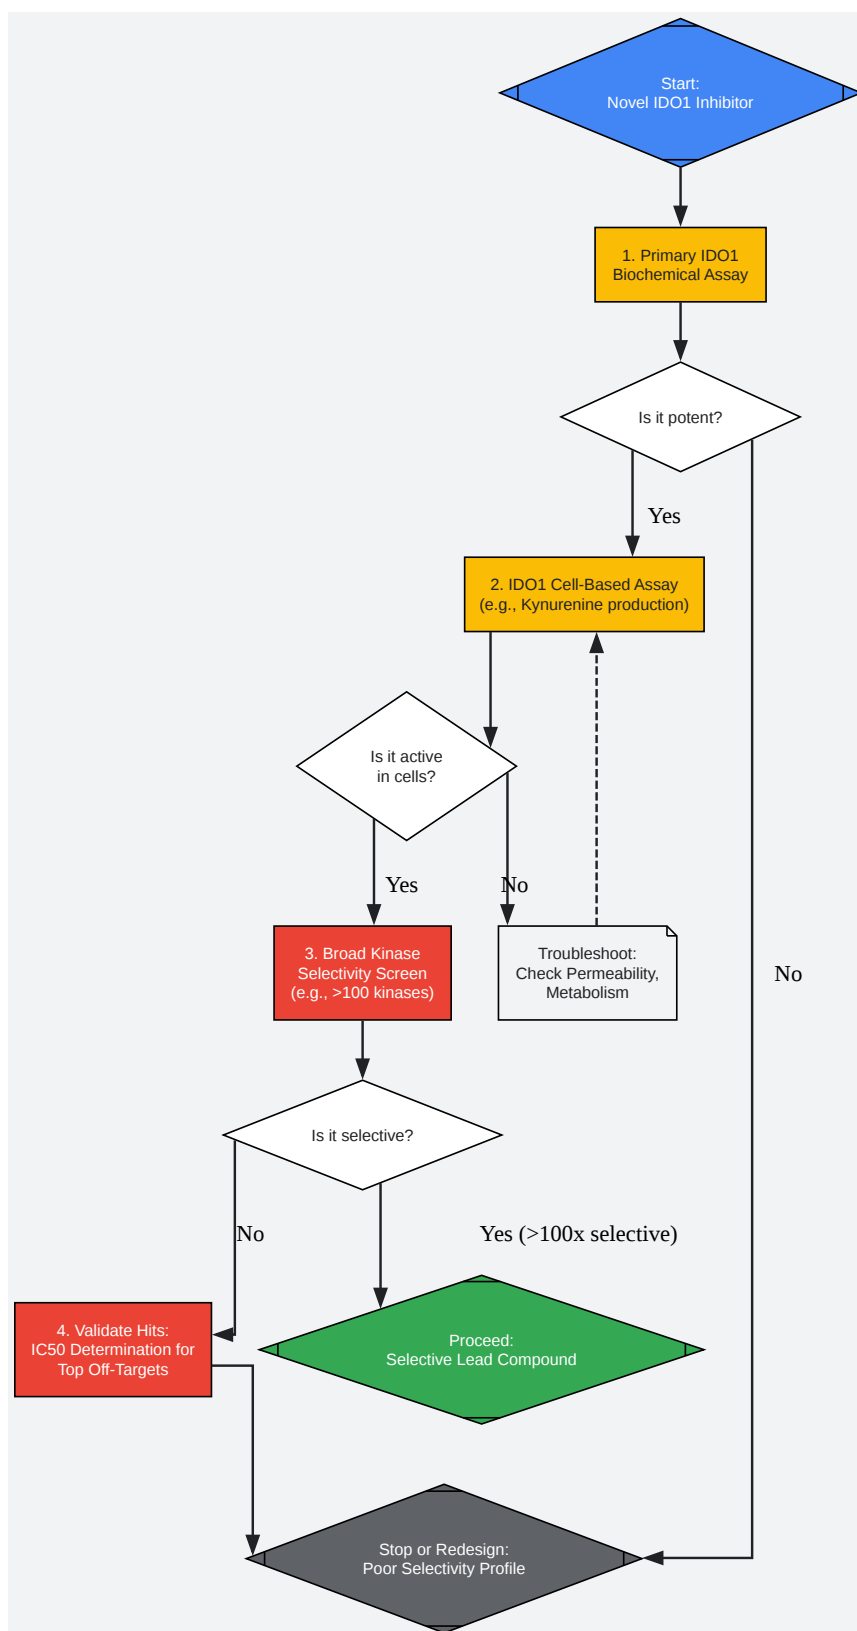 Start:
Novel IDO1 Inhibitor
1. Primary IDO1
Biochemical Assay
Is it potent?
Yes
2. IDO1 Cell-Based Assay
(e.g., Kynurenine production)
Is it active
in cells?
Yes
No
3. Broad Kinase
Selectivity Screen
(e.g., >100 kinases)
Troubleshoot:
Check Permeability,
Metabolism
No
Is it selective?
No
Yes (>100x selective)
4. Validate Hits:
IC50 Determination for
Top Off-Targets
Proceed:
Selective Lead Compound
Stop or Redesign:
Poor Selectivity Profile